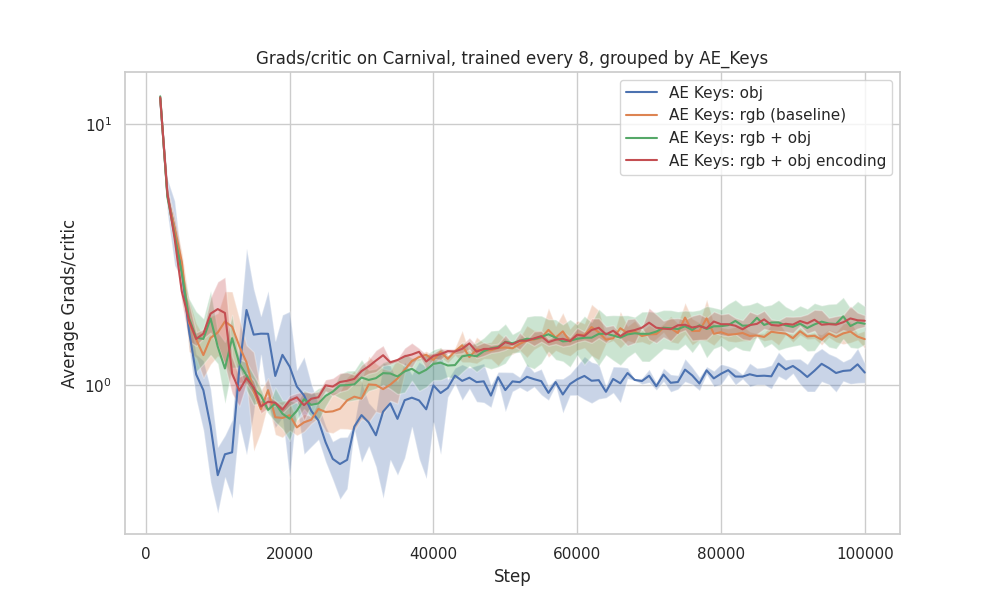 Grads/critic on Carnival, trained every 8, grouped by AE_Keys
AE Keys: obj
AE Keys: rgb (baseline)
AE Keys: rgb + obj
AE Keys: rgb + obj encoding
Average Grads/critic
10¹
10⁰
0 20000 40000 60000 80000 100000
Step